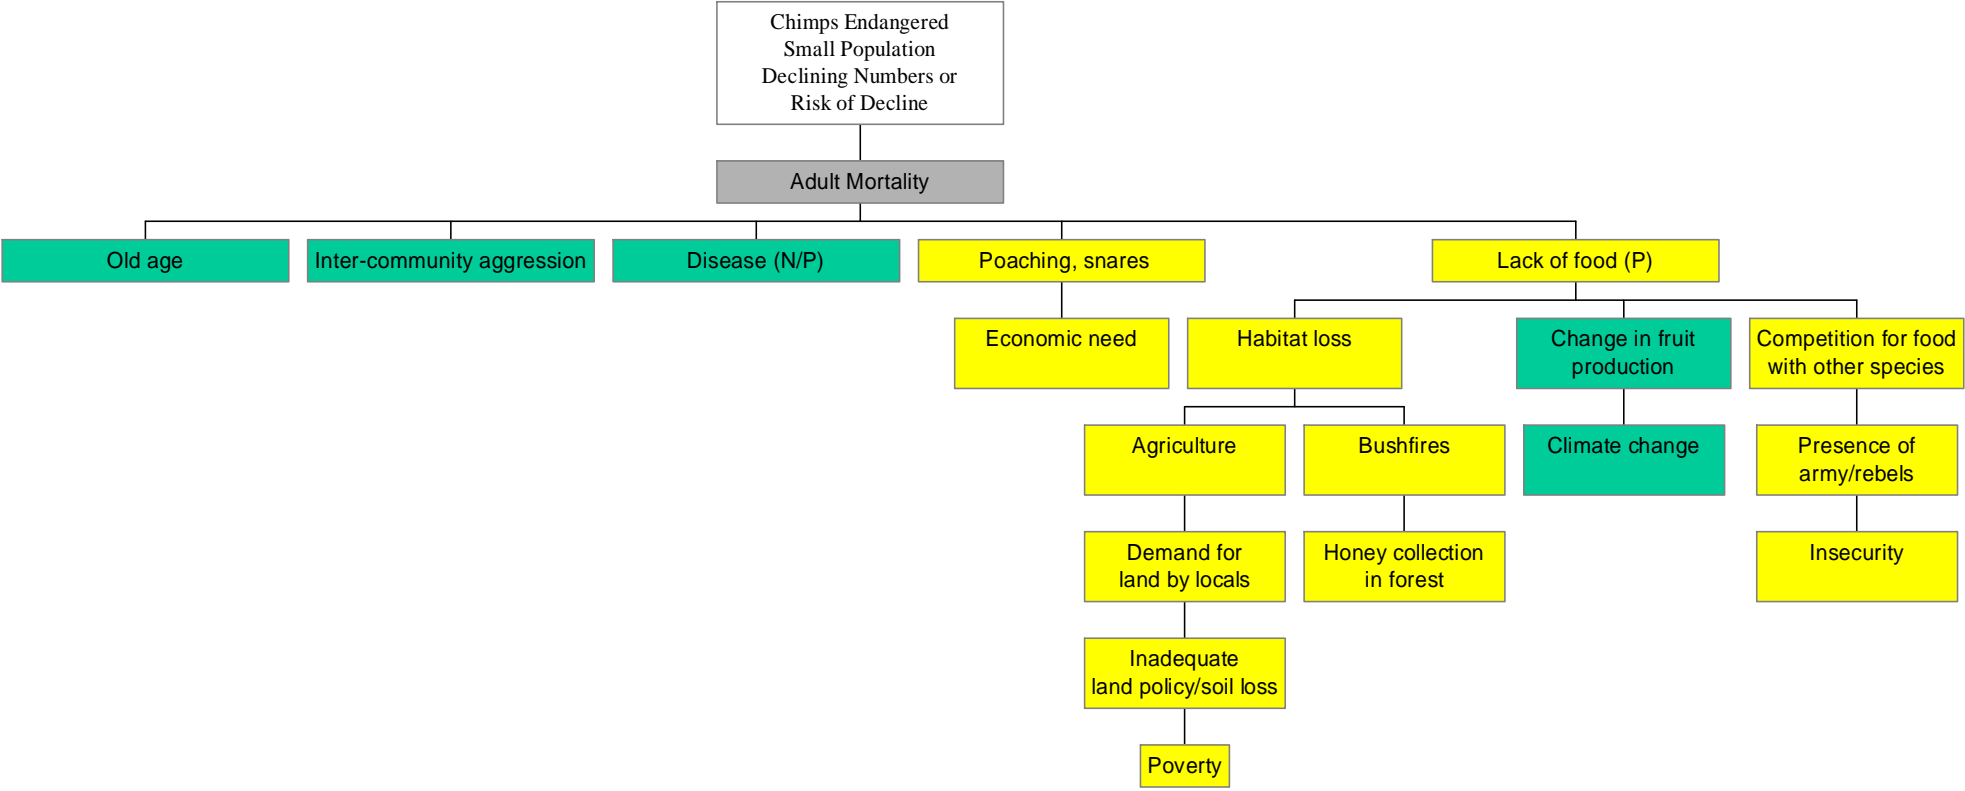 Chimps Endangered
Small Population
Declining Numbers or
Risk of Decline
Adult Mortality
Old age
Inter-community aggression
Disease (N/P)
Poaching, snares
Lack of food (P)
Economic need
Habitat loss
Change in fruit
production
Competition for food
with other species
Agriculture
Bushfires
Climate change
Presence of
army/rebels
Demand for
land by locals
Honey collection
in forest
Insecurity
Inadequate
land policy/soil loss
Poverty